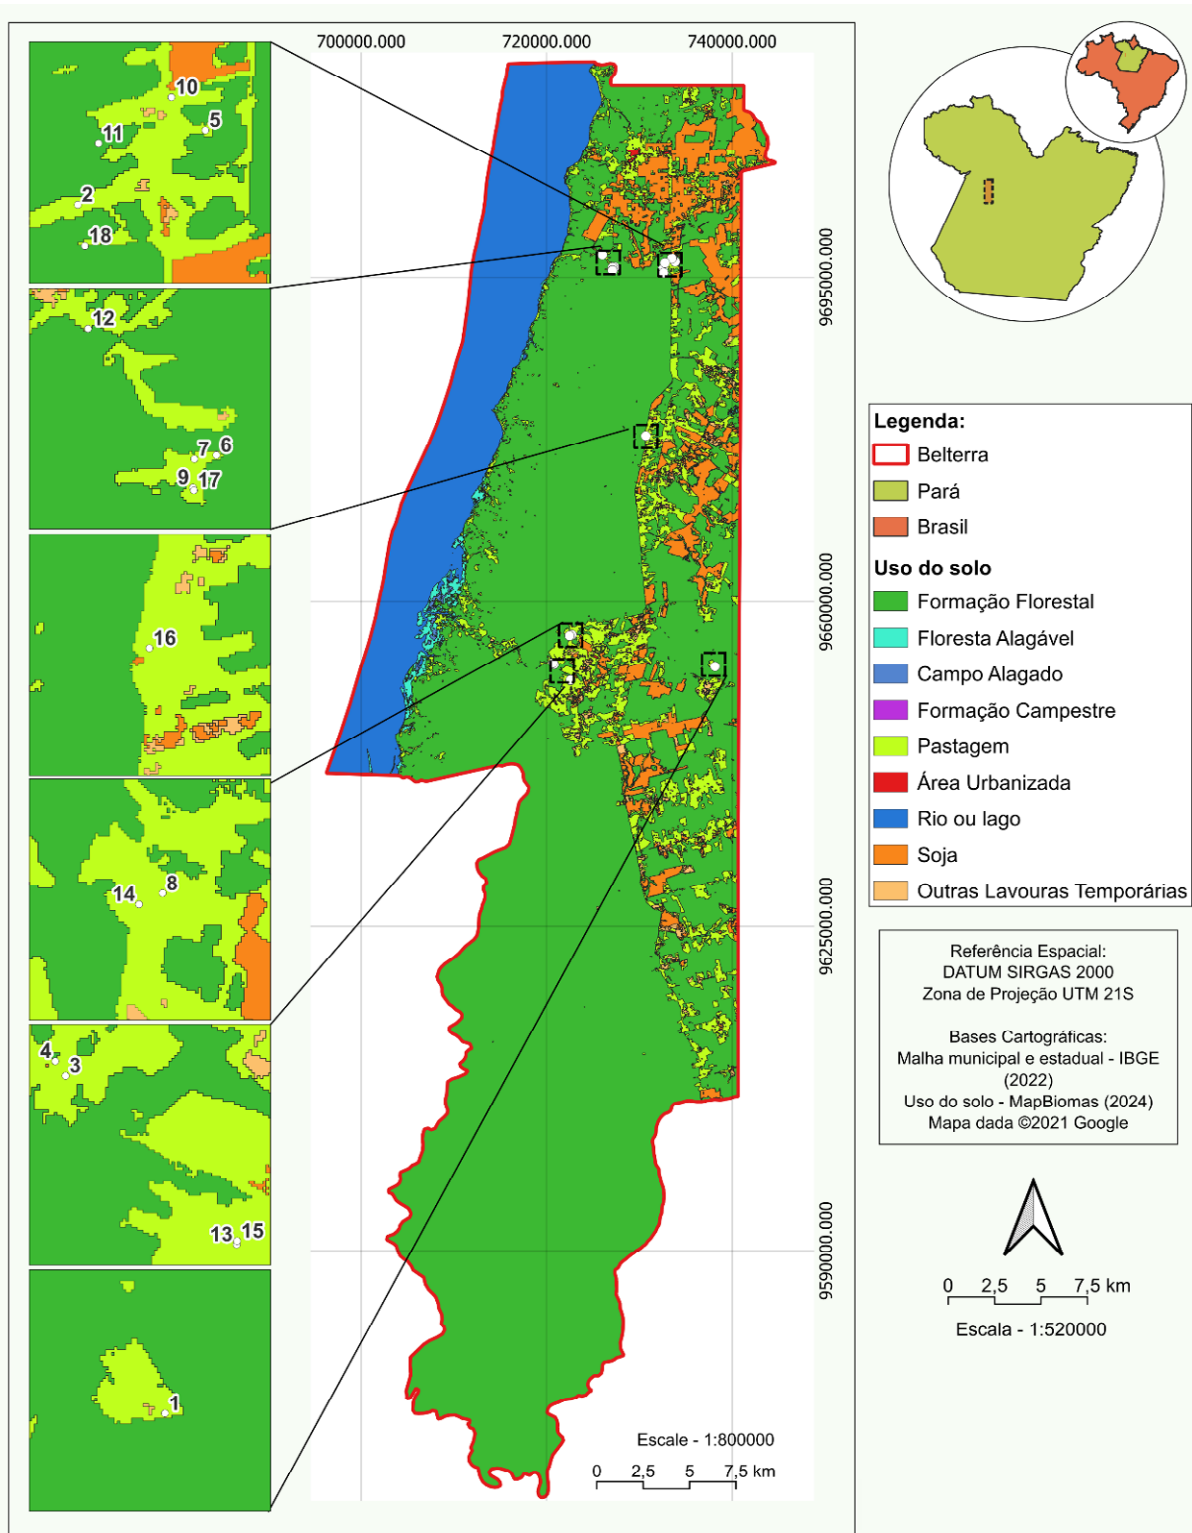 700000.000
720000.000
740000.000
10
5
11
2
18
12
7
6
9
17
16
8
14
4
3
13
15
1
9695000.000
9660000.000
9625000.000
9590000.000
Escale - 1:800000
0 2,5 5 7,5 km
Legenda:
Belterra
Pará
Brasil
Uso do solo
Formação Florestal
Floresta Alagável
Campo Alagado
Formação Campestre
Pastagem
Área Urbanizada
Rio ou lago
Soja
Outras Lavouras Temporárias
Referência Espacial:
DATUM SIRGAS 2000
Zona de Projeção UTM 21S
Bases Cartográficas:
Malha municipal e estadual - IBGE
(2022)
Uso do solo - MapBiomas (2024)
Mapa dada ©2021 Google
0 2,5 5 7,5 km
Escala - 1:520000